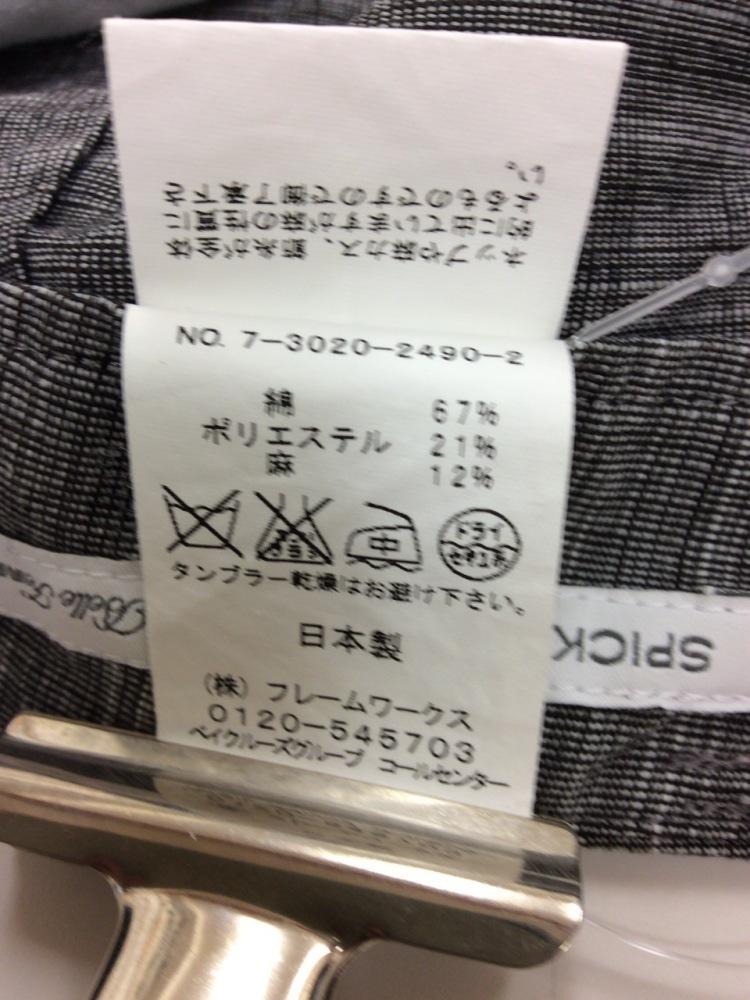 ネップや麻カス、節糸が全体
的に出ていますが麻の性質に
よるものですので御了承下さ
い。
NO. 7-3020-2490-2
綿 67%
ポリエステル 21%
麻 12%
中
ドライ
セキユ系
タンブラー乾燥はお避け下さい。
日本製
(株) フレームワークス
0120-545703
ベイクルーズグループ コールセンター
Belle
SPICK